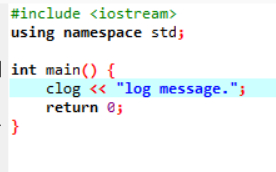 #include <iostream>
using namespace std;
int main() {
clog << "log message.";
return 0;
}